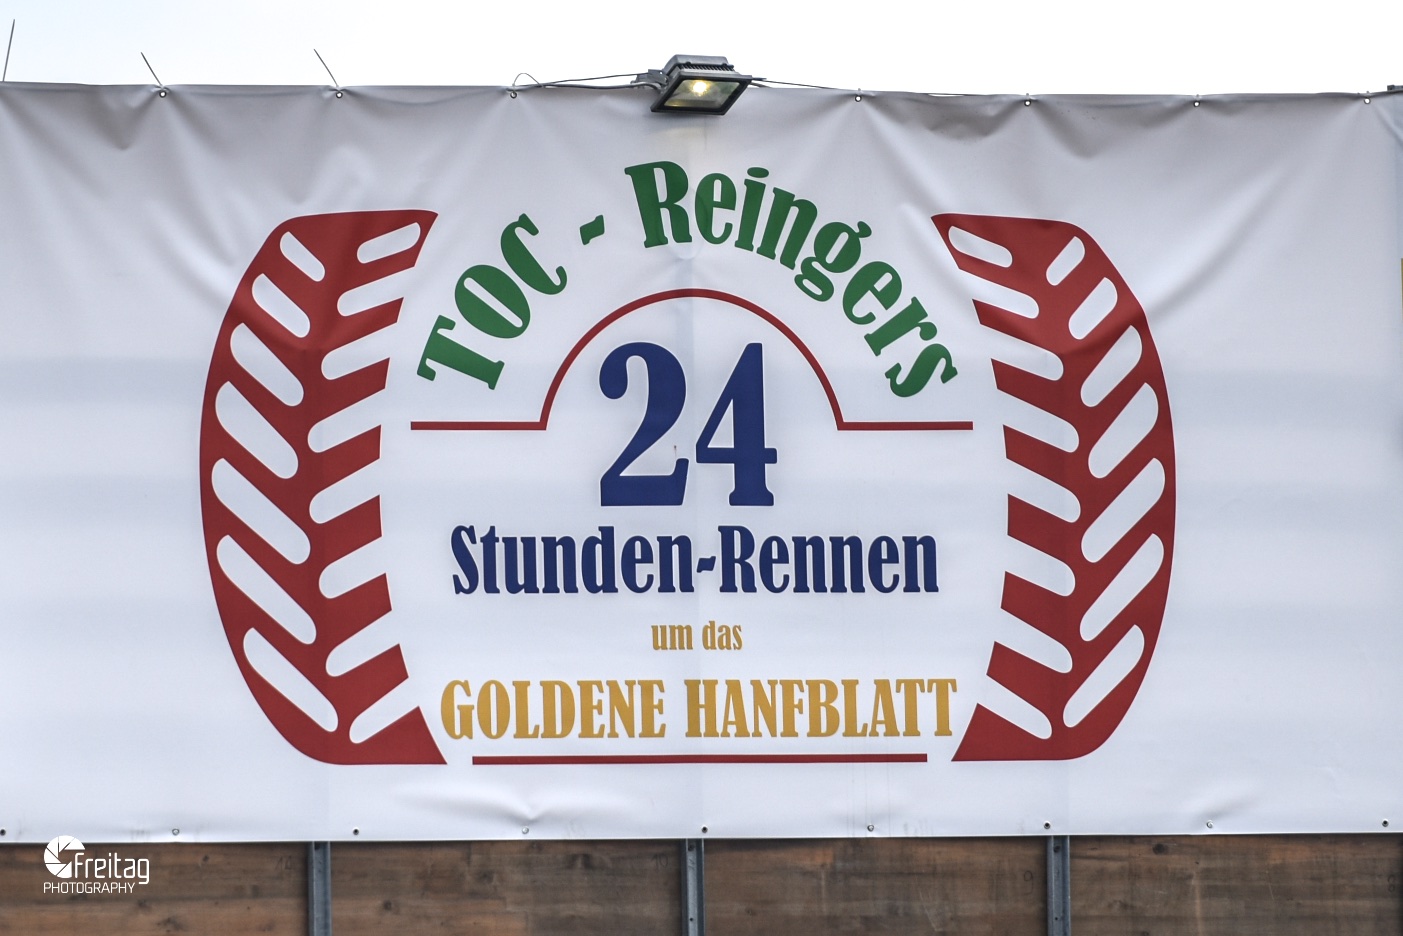 TOC - Reingers
24
Stunden-Rennen
um das
GOLDENE HANFBLATT
Freitag
PHOTOGRAPHY